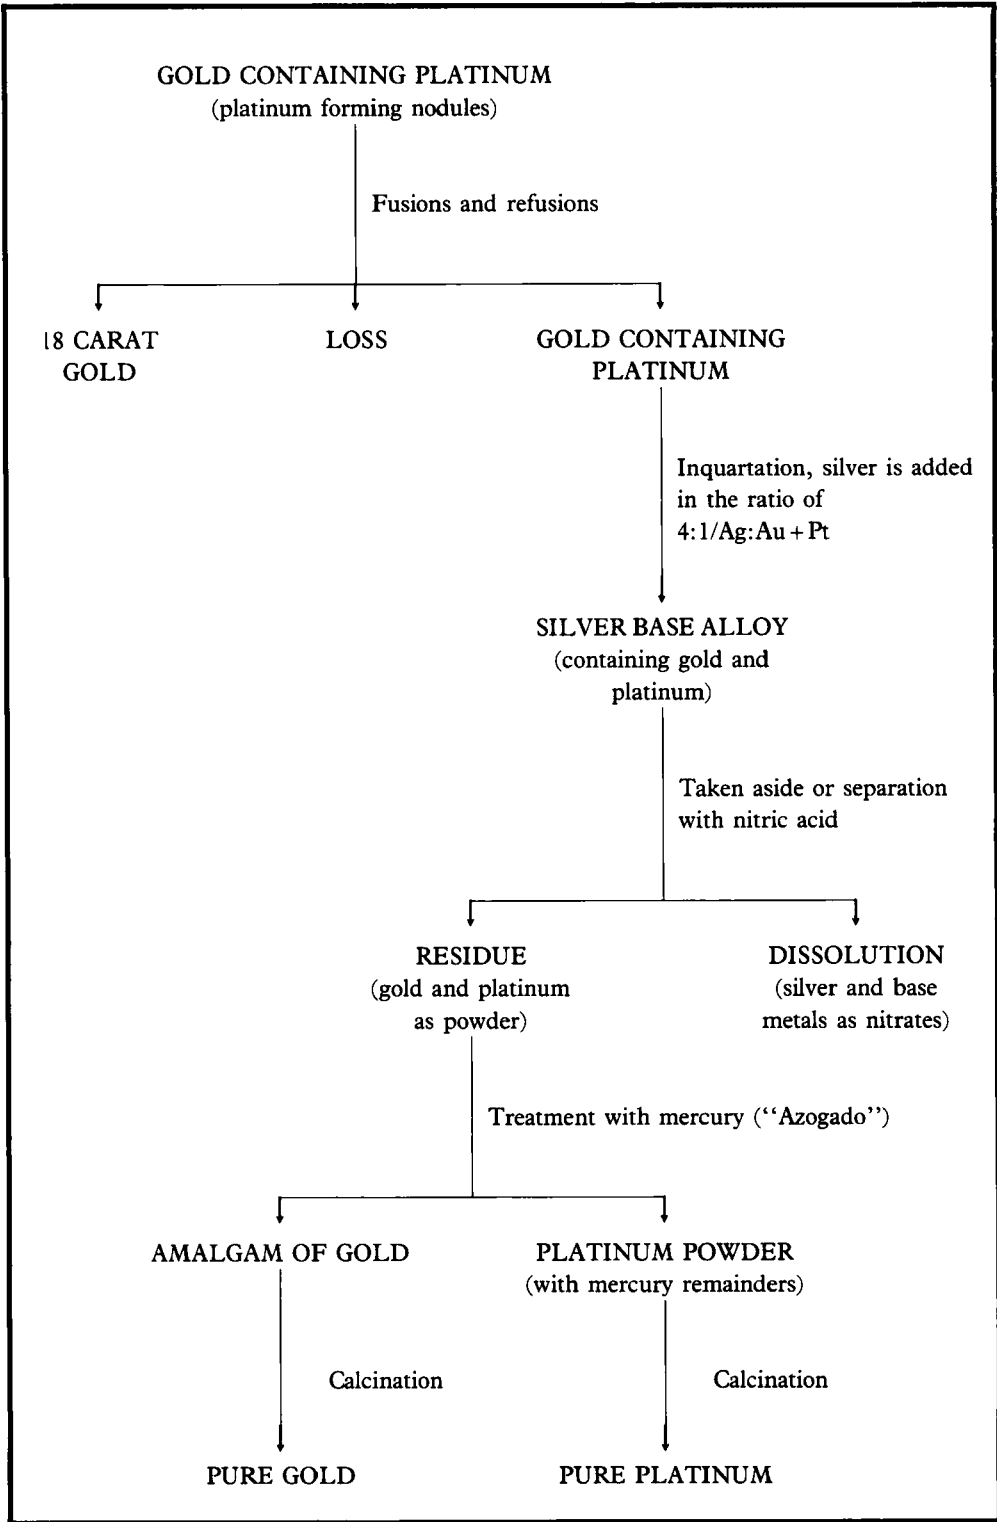 GOLD CONTAINING PLATINUM
(platinum forming nodules)
Fusions and refusions
18 CARAT
GOLD
LOSS
GOLD CONTAINING
PLATINUM
Inquartation, silver is added
in the ratio of
4:1/Ag:Au + Pt
SILVER BASE ALLOY
(containing gold and
platinum)
Taken aside or separation
with nitric acid
RESIDUE
(gold and platinum
as powder)
DISSOLUTION
(silver and base
metals as nitrates)
Treatment with mercury (‘‘Azogado’’)
AMALGAM OF GOLD
PLATINUM POWDER
(with mercury remainders)
Calcination
Calcination
PURE GOLD
PURE PLATINUM